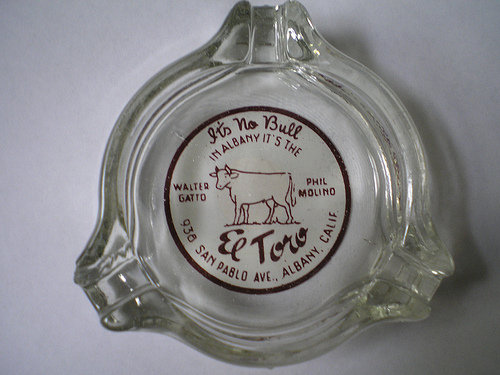 It's No Bull
IN ALBANY IT'S THE
WALTER GATTO
PHIL MOLINO
El Toro
938 SAN PABLO AVE., ALBANY, CALIF.